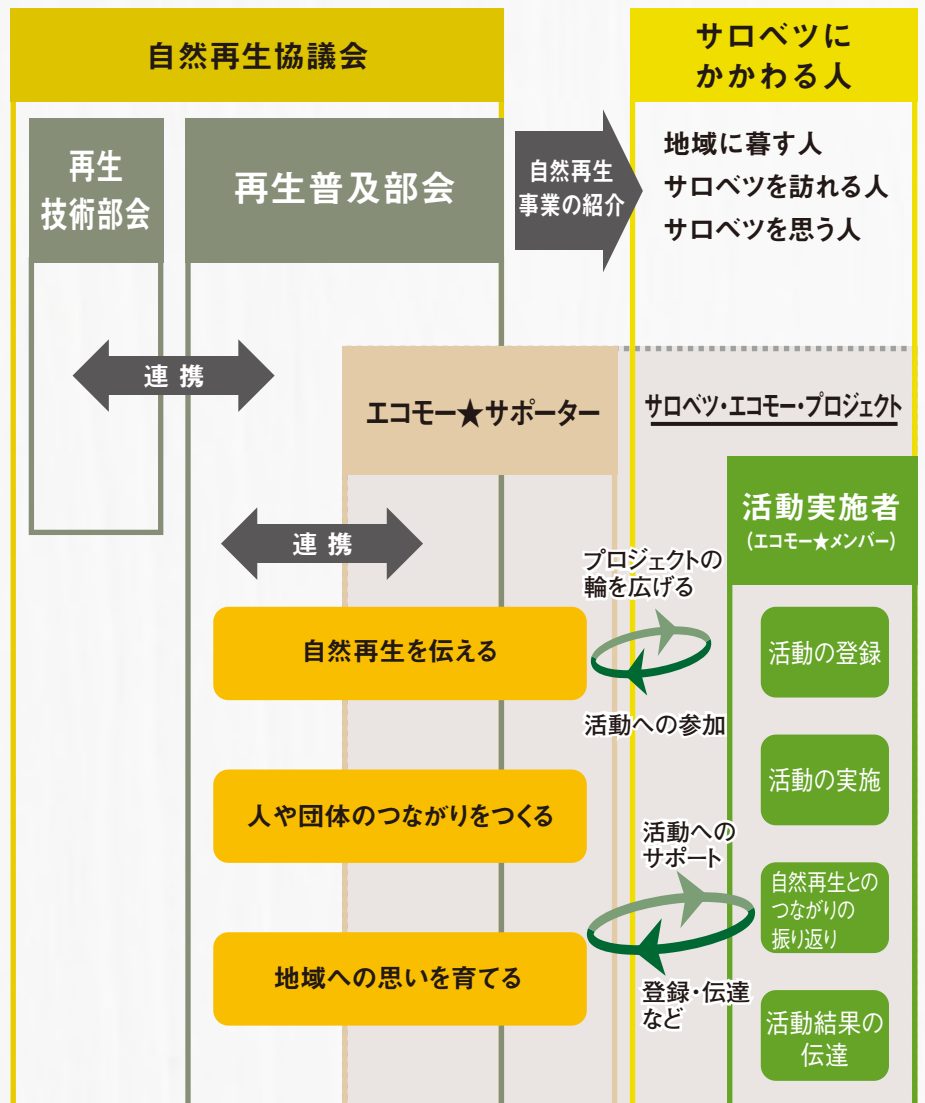 自然再生協議会
サロベツに
かかわる人
再生
技術部会
再生普及部会
自然再生
事業の紹介
地域に暮す人
サロベツを訪れる人
サロベツを思う人
連携
エコモー★サポーター
サロベツ・エコモー・プロジェクト
活動実施者
(エコモー★メンバー)
連携
プロジェクトの
輪を広げる
自然再生を伝える
活動の登録
活動への参加
人や団体のつながりをつくる
活動の実施
活動への
サポート
自然再生との
つながりの
振り返り
地域への思いを育てる
登録・伝達
など
活動結果の
伝達